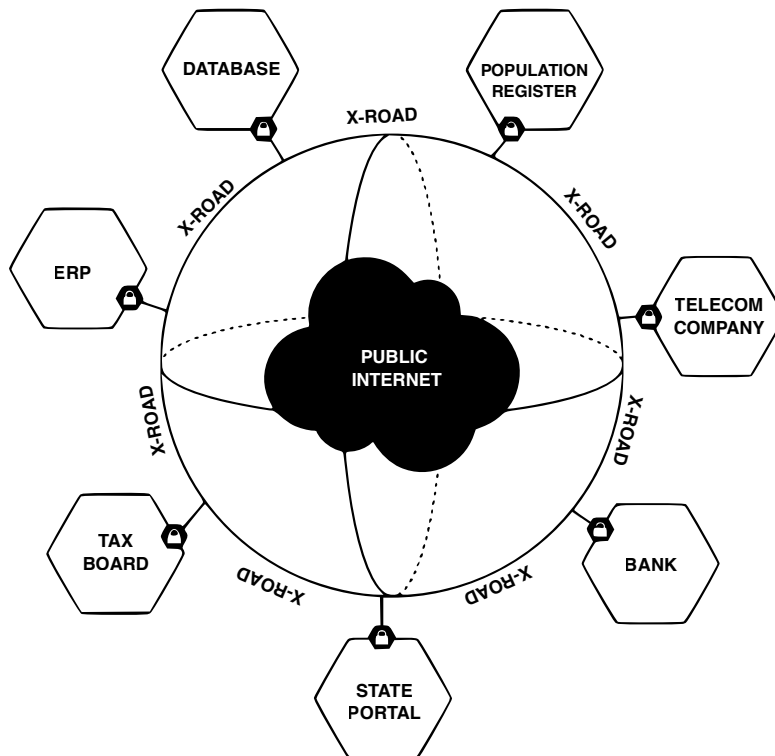 DATABASE
POPULATION
REGISTER
X-ROAD
X-ROAD
X-ROAD
ERP
TELECOM
COMPANY
PUBLIC
INTERNET
X-ROAD
X-ROAD
TAX
BOARD
BANK
X-ROAD
X-ROAD
STATE
PORTAL